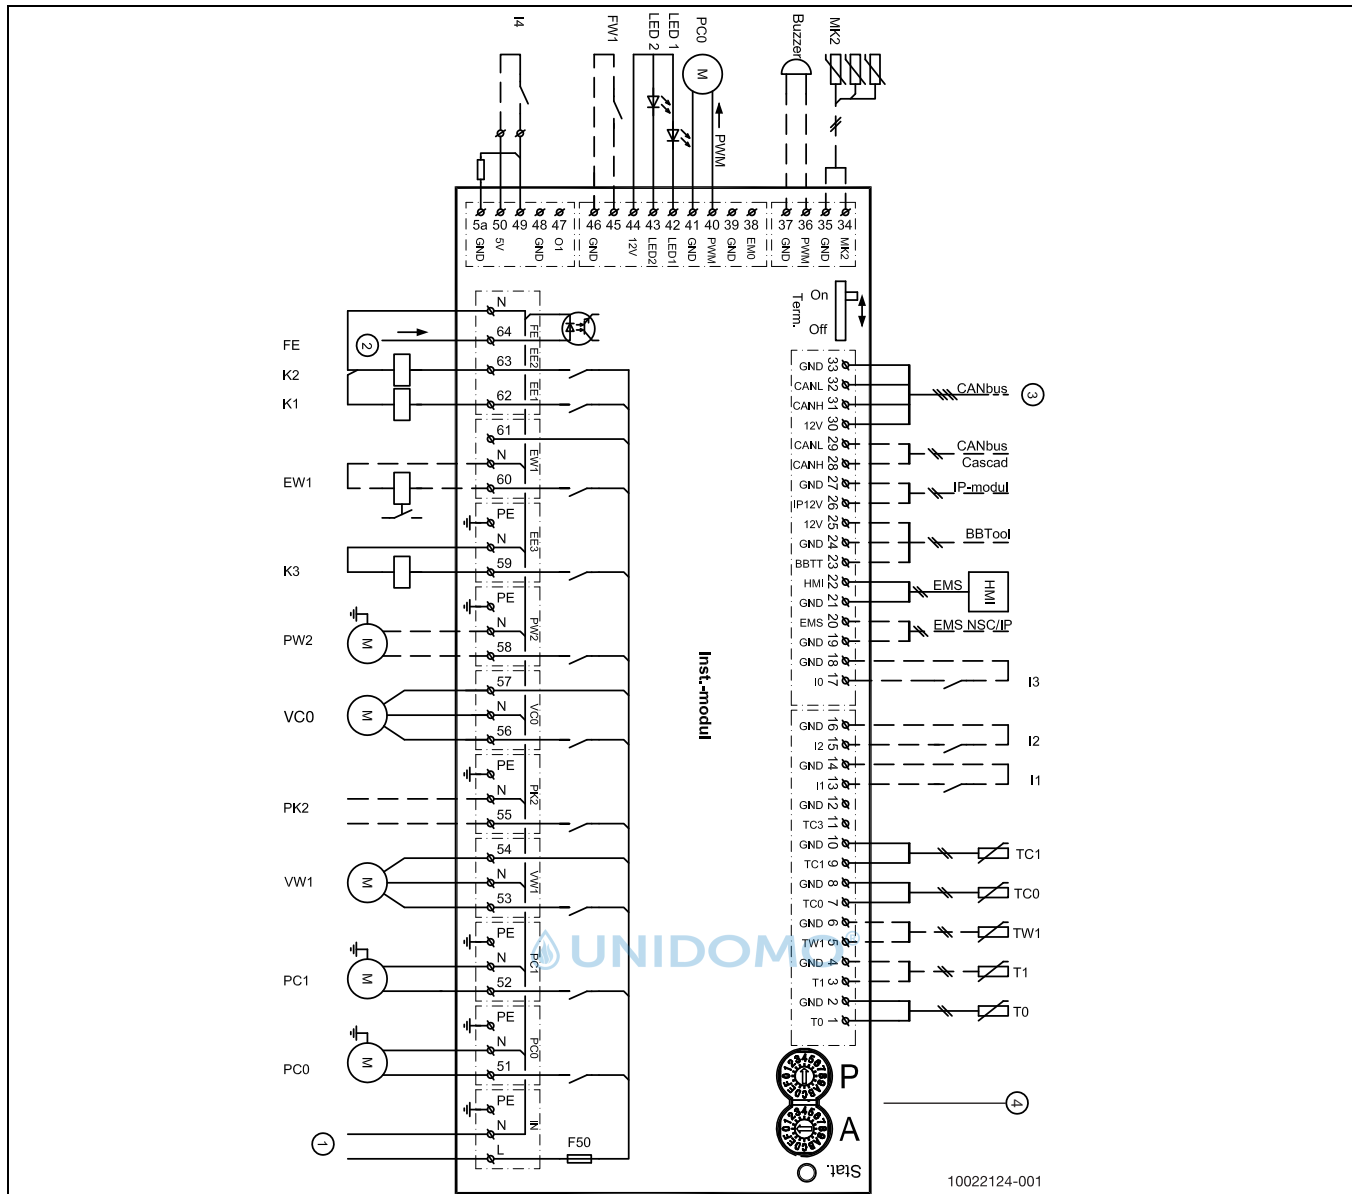 I4 FW1 LED 2 LED 1 PC0 Buzzer MK2
M
PWM
5a 50 49 48 47 46 45 44 43 42 41 40 39 38 37 36 35 34
GND 5V GND O1 GND 12V LED2 LED1 GND PWM GND EM0 GND PWM GND MK2
Term. On
Off
N
FE 2 64 FE
K2 63 EE2
K1 62 EE1
61
N EW1
EW1 60
PE
N EE3
K3 59
PE
N PW2
PW2 M 58
57
VC0 M N VC0
56
PE
PK2 N PK2
55
54
VW1 M N VW1
53
PE
PC1 M N PC1
52
PE
PC0 M N PC0
51
PE
1 N IN
L F50
Inst.-modul
GND 33
CANL 32 CANbus 3
CANH 31
12V 30
CANL 29 CANbus
CANH 28 Cascad
GND 27 IP-modul
IP12V 26
12V 25
GND 24 BBTool
BBTT 23
HMI 22 EMS HMI
GND 21
EMS 20 EMS NSC/IP
GND 19
GND 18
I0 17 I3
GND 16
I2 15 I2
GND 14
I1 13 I1
GND 12
TC3 11
GND 10 TC1
TC1 9
GND 8 TC0
TC0 7
GND 6 TW1
TW1 5
GND 4 T1
T1 3
GND 2 T0
T0 1
UNIDOMO®
0123456789ABCDEF P
4
0123456789ABCDEF A
Stat.
10022124-001